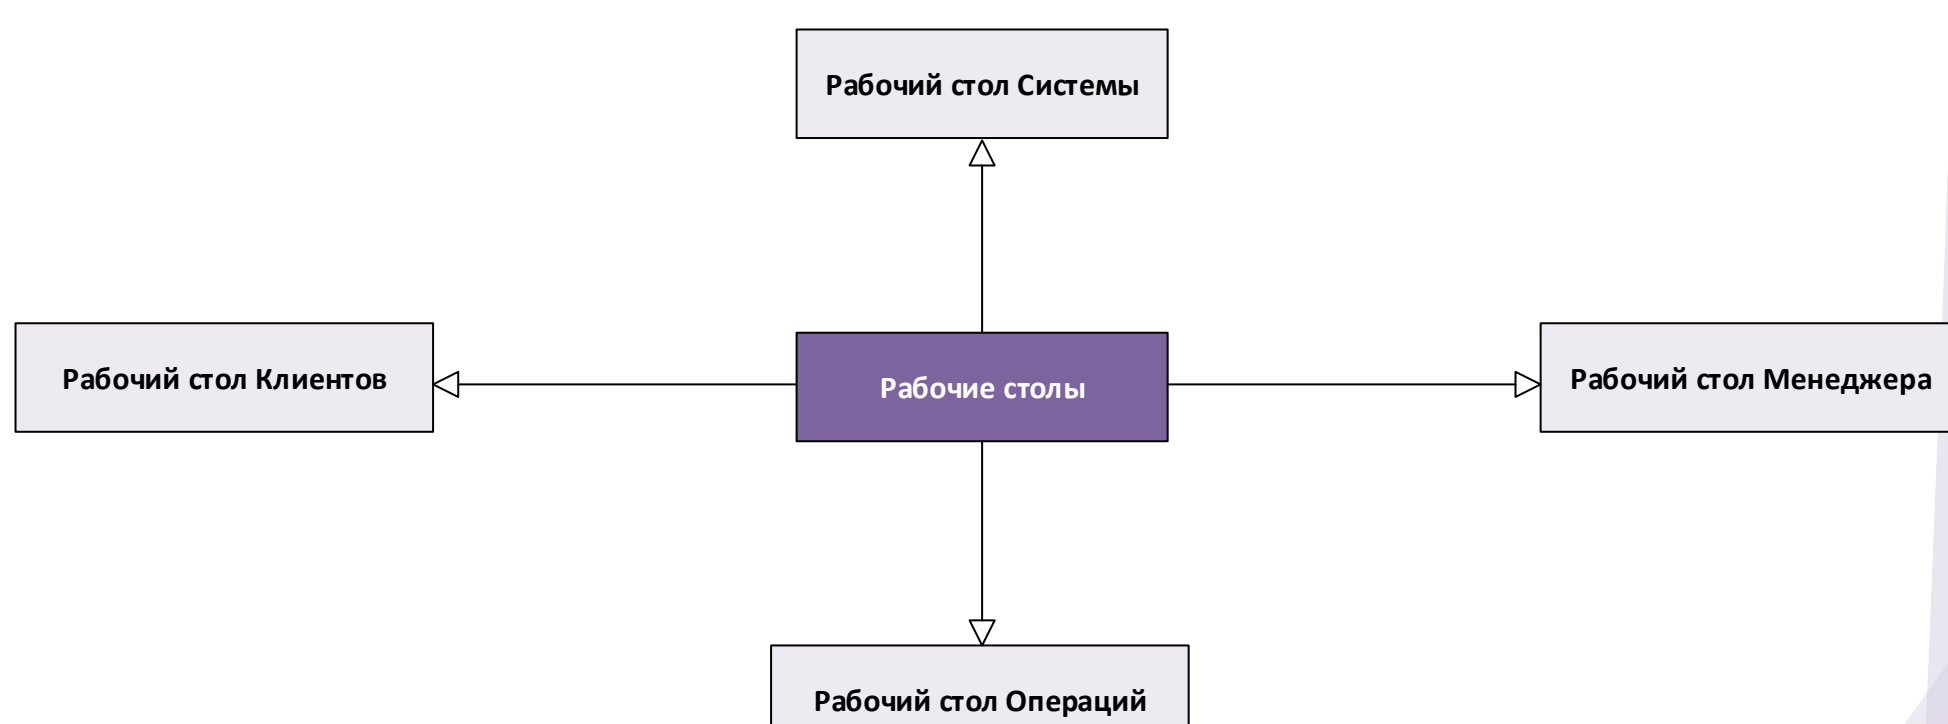 Рабочий стол Системы
Рабочий стол Клиентов
Рабочие столы
Рабочий стол Менеджера
Рабочий стол Операций